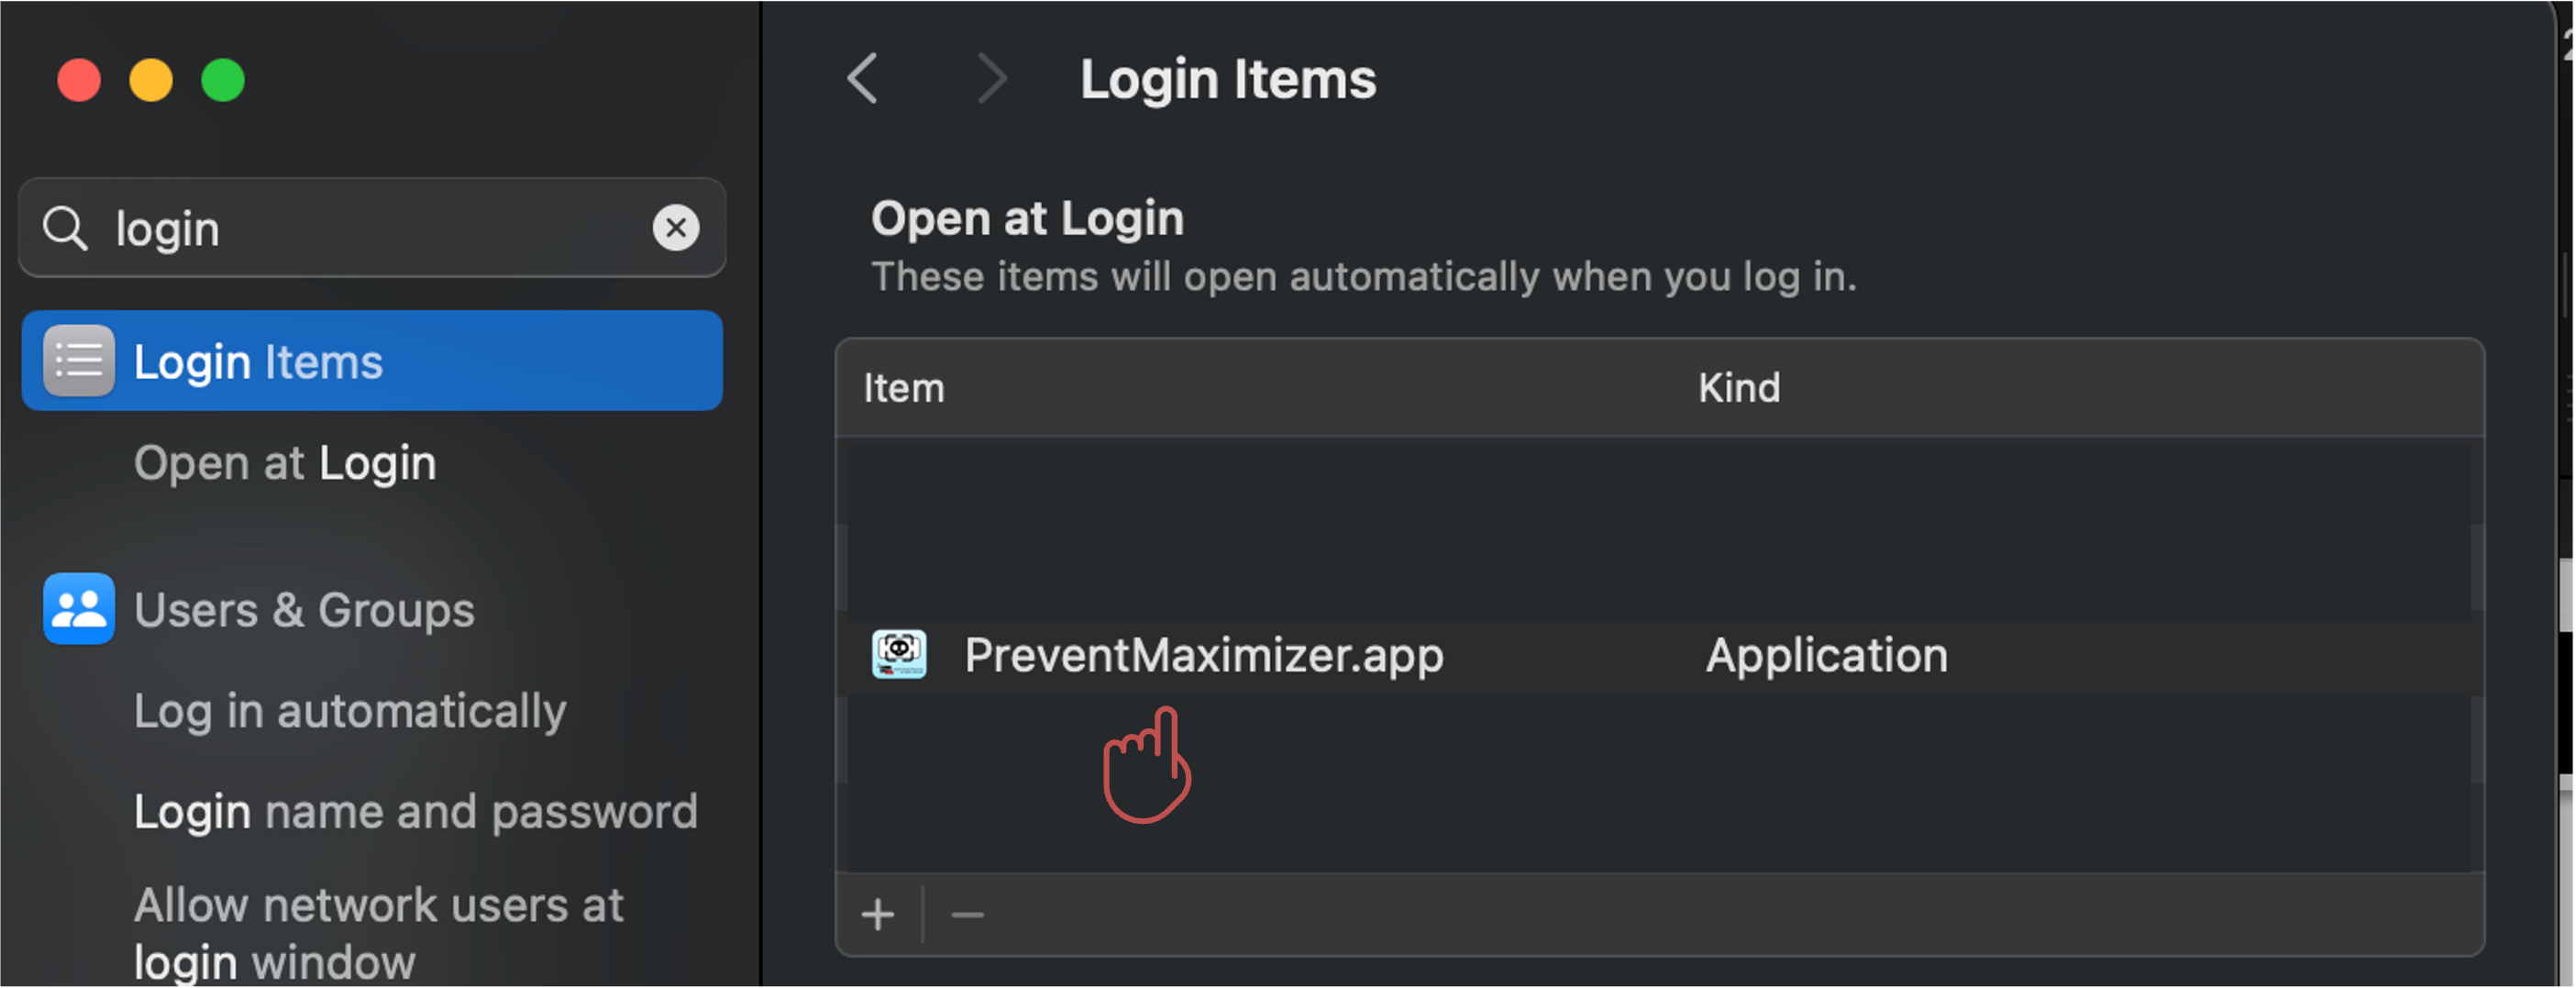 login
Login Items
Open at Login
Users & Groups
Log in automatically
Login name and password
Allow network users at
login window
Login Items
Open at Login
These items will open automatically when you log in.
Item Kind
PreventMaximizer.app Application